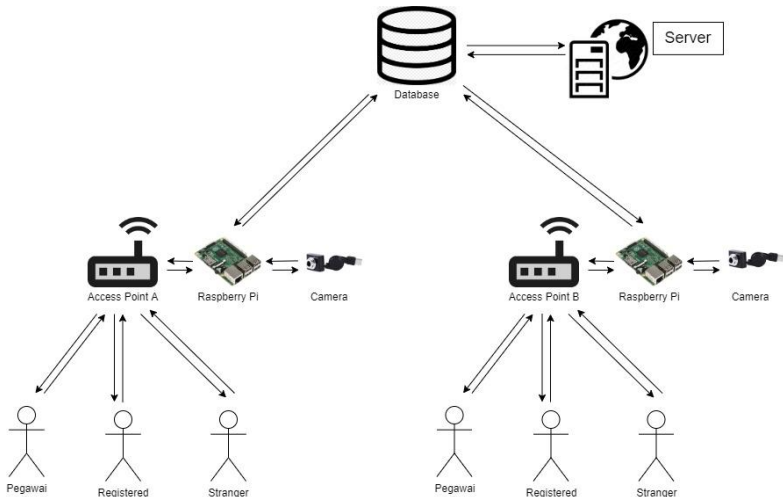 Server
Database
Access Point A
Raspberry Pi
Camera
Access Point B
Raspberry Pi
Camera
Pegawai
Registered
Stranger
Pegawai
Registered
Stranger